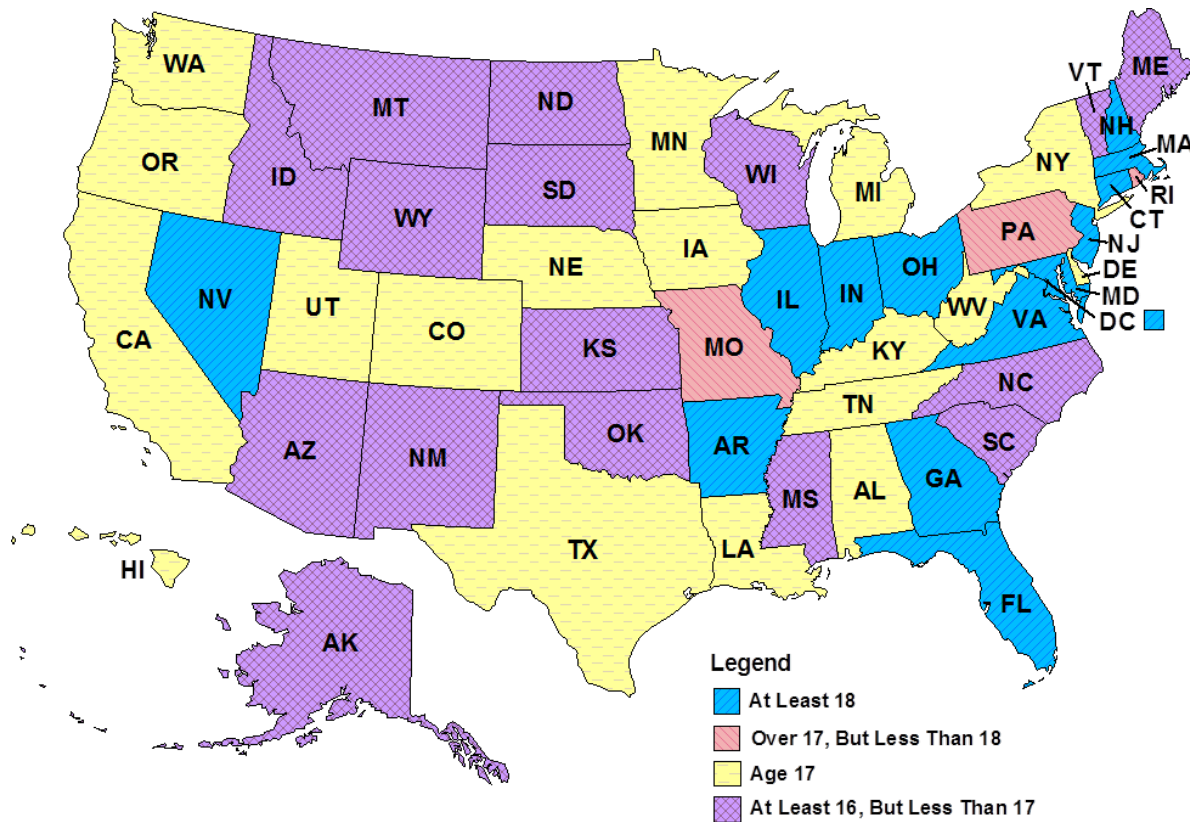 WA
MT
ND
MN
VT
ME
NH
MA
OR
ID
SD
WI
MI
NY
RI
CT
WY
PA
NJ
IA
NE
OH
DE
MD
DC
NV
UT
CO
IL
IN
WV
VA
CA
KS
MO
KY
NC
TN
AZ
NM
OK
AR
SC
MS
AL
GA
TX
LA
HI
FL
AK
Legend
At Least 18
Over 17, But Less Than 18
Age 17
At Least 16, But Less Than 17